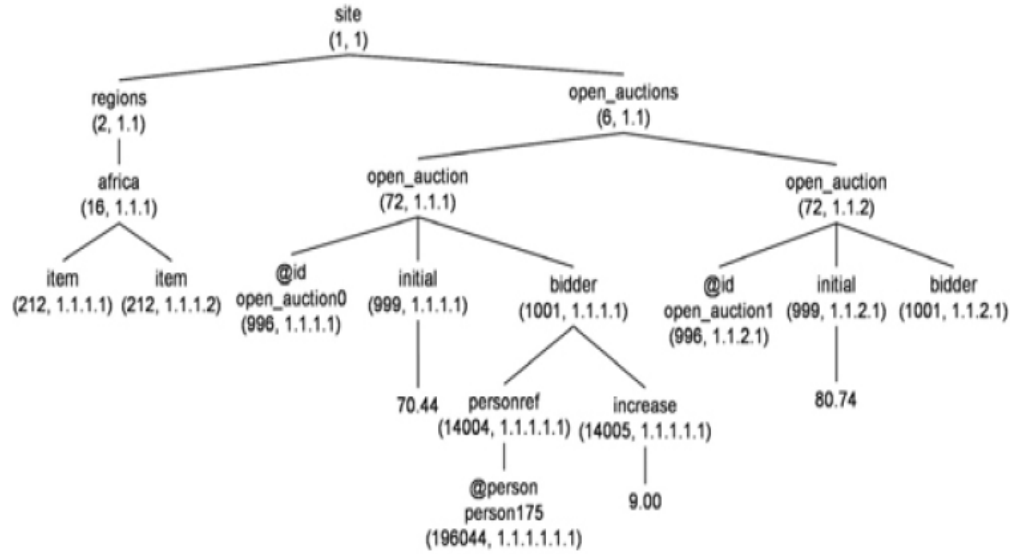 site
(1, 1)
regions
(2, 1.1)
open_auctions
(6, 1.1)
africa
(16, 1.1.1)
open_auction
(72, 1.1.1)
open_auction
(72, 1.1.2)
item
(212, 1.1.1.1)
item
(212, 1.1.1.2)
@id
open_auction0
(996, 1.1.1.1)
initial
(999, 1.1.1.1)
bidder
(1001, 1.1.1.1)
@id
open_auction1
(996, 1.1.2.1)
initial
(999, 1.1.2.1)
bidder
(1001, 1.1.2.1)
70.44
personref
(14004, 1.1.1.1.1)
increase
(14005, 1.1.1.1.1)
80.74
@person
person175
(196044, 1.1.1.1.1.1)
9.00